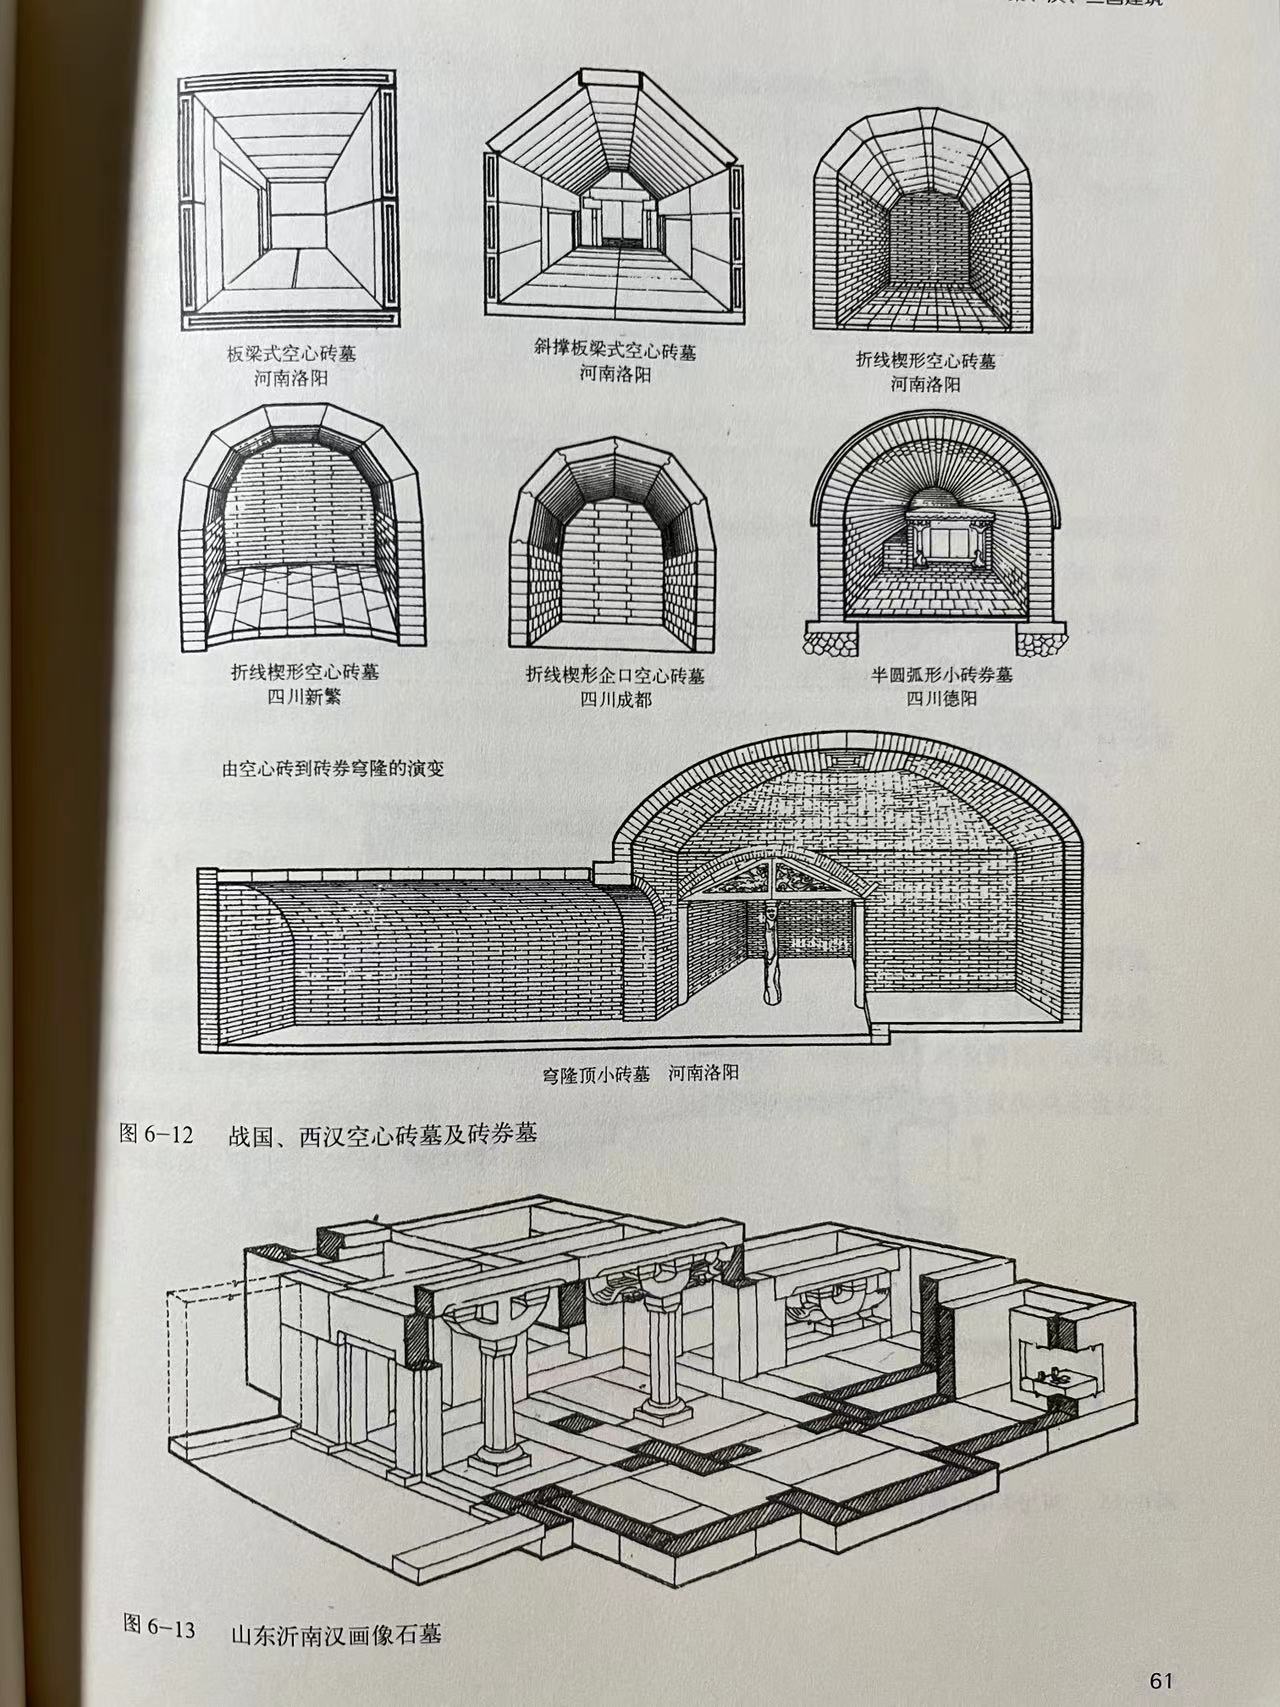 板梁式空心砖墓
河南洛阳
斜撑板梁式空心砖墓
河南洛阳
折线楔形空心砖墓
河南洛阳
折线楔形空心砖墓
四川新繁
折线楔形企口空心砖墓
四川成都
半圆弧形小砖券墓
四川德阳
由空心砖到砖券穹隆的演变
穹隆顶小砖墓 河南洛阳
图 6-12 战国、西汉空心砖墓及砖券墓
图 6-13 山东沂南汉画像石墓
61